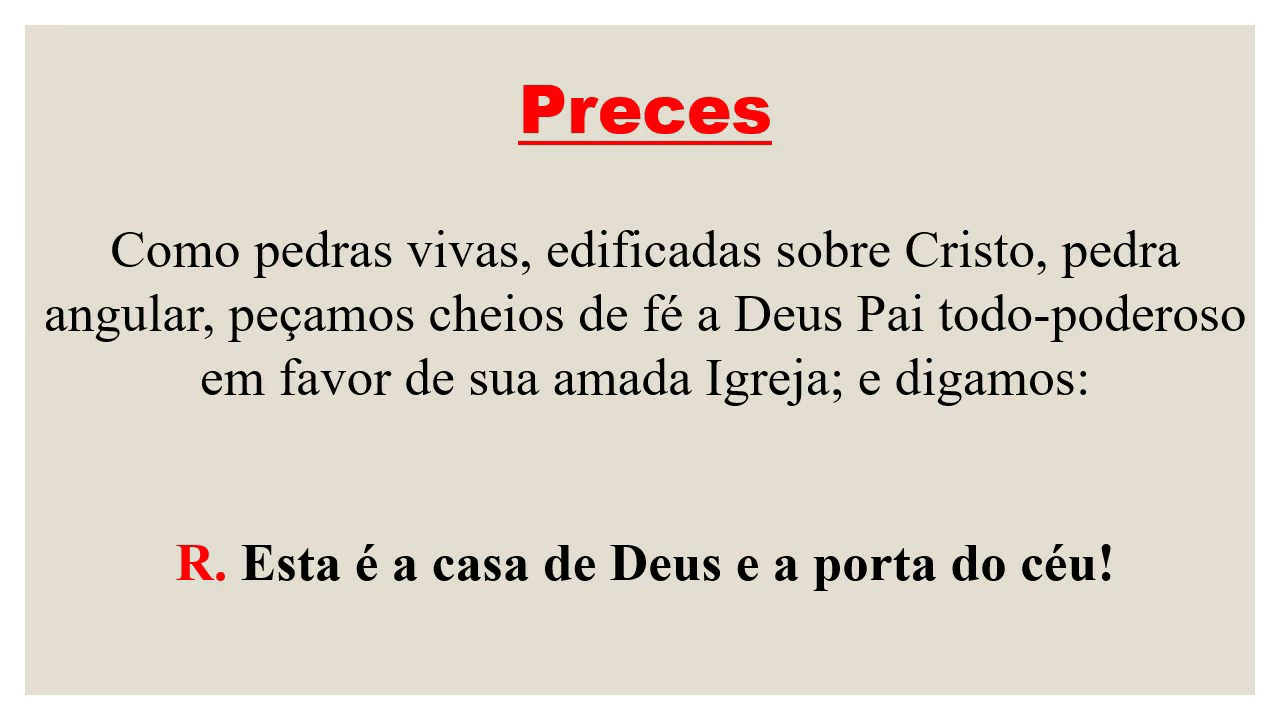 Preces
Como pedras vivas, edificadas sobre Cristo, pedra
angular, peçamos cheios de fé a Deus Pai todo-poderoso
em favor de sua amada Igreja; e digamos:
R. Esta é a casa de Deus e a porta do céu!